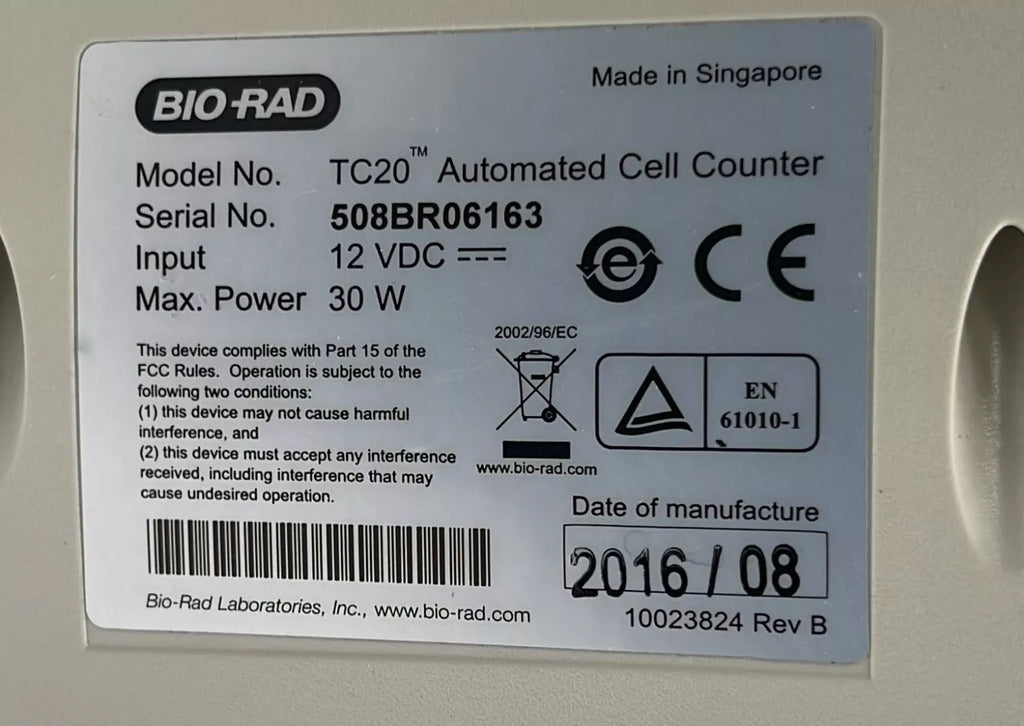 BIO-RAD
Made in Singapore
Model No. TC20™ Automated Cell Counter
Serial No. 508BR06163
Input 12 VDC
Max. Power 30 W
CE
This device complies with Part 15 of the
FCC Rules. Operation is subject to the
following two conditions:
(1) this device may not cause harmful
interference, and
(2) this device must accept any interference
received, including interference that may
cause undesired operation.
2002/96/EC
www.bio-rad.com
EN
61010-1
Date of manufacture
2016 / 08
10023824 Rev B
Bio-Rad Laboratories, Inc., www.bio-rad.com